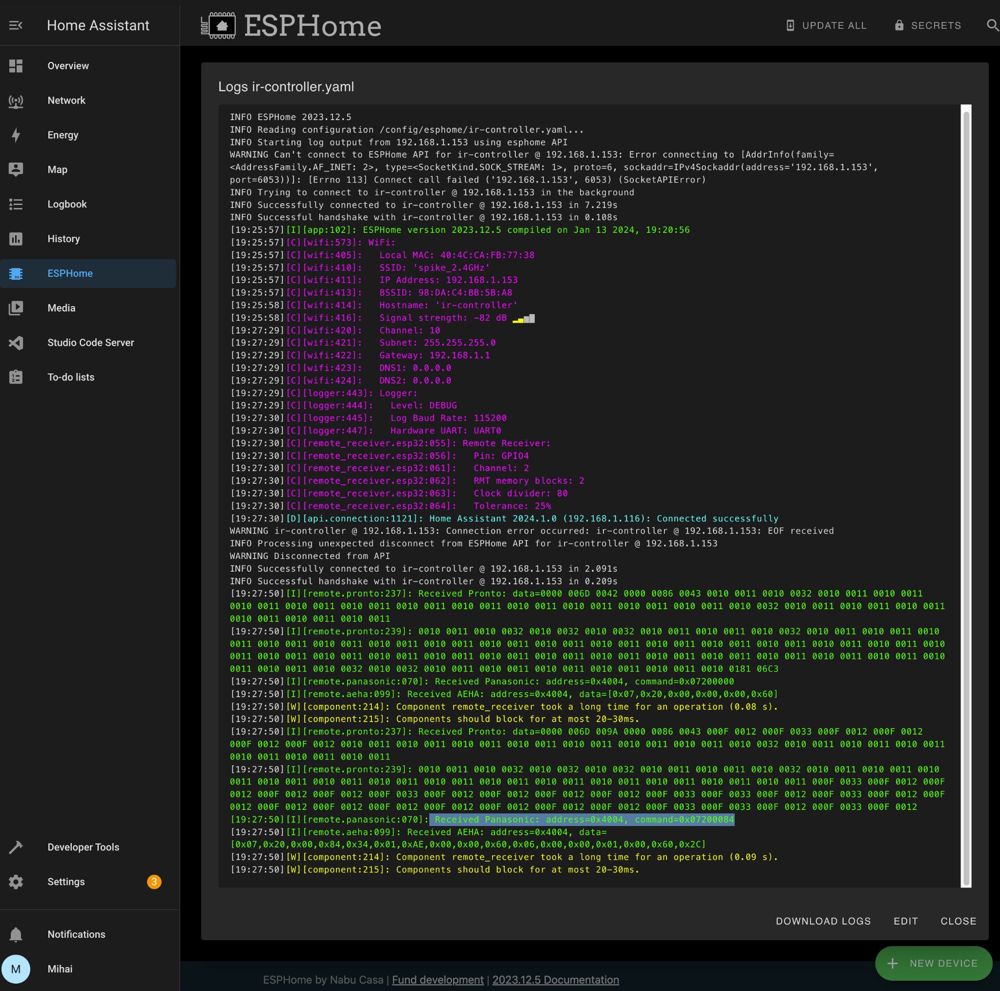 Home Assistant
ESPHome
UPDATE ALL
SECRETS
Overview
Network
Energy
Map
Logbook
History
ESPHome
Media
Studio Code Server
To-do lists
Developer Tools
Settings
3
Notifications
M
Mihai
Logs ir-controller.yaml
INFO ESPHome 2023.12.5
INFO Reading configuration /config/esphome/ir-controller.yaml...
INFO Starting log output from 192.168.1.153 using esphome API
WARNING Can't connect to ESPHome API for ir-controller @ 192.168.1.153: Error connecting to [AddrInfo(family=
<AddressFamily.AF_INET: 2>, type=<SocketKind.SOCK_STREAM: 1>, proto=6, sockaddr=IPv4Sockaddr(address='192.168.1.153',
port=6053))]: [Errno 113] Connect call failed ('192.168.1.153', 6053) (SocketAPIError)
INFO Trying to connect to ir-controller @ 192.168.1.153 in the background
INFO Successfully connected to ir-controller @ 192.168.1.153 in 7.219s
INFO Successful handshake with ir-controller @ 192.168.1.153 in 0.108s
[19:25:57][I][app:102]: ESPHome version 2023.12.5 compiled on Jan 13 2024, 19:20:56
[19:25:57][C][wifi:573]: WiFi:
[19:25:57][C][wifi:405]:   Local MAC: 40:4C:CA:FB:77:38
[19:25:57][C][wifi:410]:   SSID: 'spike_2.4GHz'
[19:25:57][C][wifi:411]:   IP Address: 192.168.1.153
[19:25:57][C][wifi:413]:   BSSID: 98:DA:C4:BB:5B:A8
[19:25:58][C][wifi:414]:   Hostname: 'ir-controller'
[19:25:58][C][wifi:416]:   Signal strength: -82 dB ▂▄▆█
[19:27:29][C][wifi:420]:   Channel: 10
[19:27:29][C][wifi:421]:   Subnet: 255.255.255.0
[19:27:29][C][wifi:422]:   Gateway: 192.168.1.1
[19:27:29][C][wifi:423]:   DNS1: 0.0.0.0
[19:27:29][C][wifi:424]:   DNS2: 0.0.0.0
[19:27:29][C][logger:443]: Logger:
[19:27:29][C][logger:444]:   Level: DEBUG
[19:27:30][C][logger:445]:   Log Baud Rate: 115200
[19:27:30][C][logger:447]:   Hardware UART: UART0
[19:27:30][C][remote_receiver.esp32:055]: Remote Receiver:
[19:27:30][C][remote_receiver.esp32:056]:   Pin: GPIO4
[19:27:30][C][remote_receiver.esp32:061]:   Channel: 2
[19:27:30][C][remote_receiver.esp32:062]:   RMT memory blocks: 2
[19:27:30][C][remote_receiver.esp32:063]:   Clock divider: 80
[19:27:30][C][remote_receiver.esp32:064]:   Tolerance: 25%
[19:27:30][D][api.connection:1121]: Home Assistant 2024.1.0 (192.168.1.116): Connected successfully
WARNING ir-controller @ 192.168.1.153: Connection error occurred: ir-controller @ 192.168.1.153: EOF received
INFO Processing unexpected disconnect from ESPHome API for ir-controller @ 192.168.1.153
WARNING Disconnected from API
INFO Successfully connected to ir-controller @ 192.168.1.153 in 2.091s
INFO Successful handshake with ir-controller @ 192.168.1.153 in 0.209s
[19:27:50][I][remote.pronto:237]: Received Pronto: data=0000 006D 0042 0000 0086 0043 0010 0011 0010 0032 0010 0011 0010 0011
0010 0011 0010 0011 0010 0011 0010 0011 0010 0011 0010 0011 0010 0011 0010 0011 0010 0011 0010 0032 0010 0011 0010 0011 0010 0011
0010 0011 0010 0011 0010 0011
[19:27:50][I][remote.pronto:239]: 0010 0011 0010 0032 0010 0032 0010 0032 0010 0011 0010 0011 0010 0032 0010 0011 0010 0011 0010
0011 0010 0011 0010 0011 0010 0011 0010 0011 0010 0011 0010 0011 0010 0011 0010 0011 0010 0011 0010 0011 0010 0011 0010 0011 0010
0011 0010 0011 0010 0011 0010 0011 0010 0011 0010 0011 0010 0011 0010 0011 0010 0011 0010 0011 0010 0011 0010 0011 0010 0011 0010
0011 0010 0011 0010 0032 0010 0032 0010 0011 0010 0011 0010 0011 0010 0011 0010 0011 0010 0181 06C3
[19:27:50][I][remote.panasonic:070]: Received Panasonic: address=0x4004, command=0x07200000
[19:27:50][I][remote.aeha:099]: Received AEHA: address=0x4004, data=[0x07,0x20,0x00,0x00,0x00,0x60]
[19:27:50][W][component:214]: Component remote_receiver took a long time for an operation (0.08 s).
[19:27:50][W][component:215]: Components should block for at most 20-30ms.
[19:27:50][I][remote.pronto:237]: Received Pronto: data=0000 006D 009A 0000 0086 0043 000F 0012 000F 0033 000F 0012 000F 0012
000F 0012 000F 0012 0010 0011 0010 0011 0010 0011 0010 0011 0010 0011 0010 0011 0010 0011 0010 0032 0010 0011 0010 0011 0010 0011
0010 0011 0010 0011 0010 0011
[19:27:50][I][remote.pronto:239]: 0010 0011 0010 0032 0010 0032 0010 0032 0010 0011 0010 0011 0010 0032 0010 0011 0010 0011 0010
0011 0010 0011 0010 0011 0010 0011 0010 0011 0010 0011 0010 0011 0010 0011 0010 0011 0010 0011 0010 0011 000F 0033 000F 0012 000F
0012 000F 0012 000F 0012 000F 0033 000F 0012 000F 0012 000F 0012 000F 0012 000F 0033 000F 0033 000F 0012 000F 0033 000F 0012 000F
0012 000F 0012 000F 0012 000F 0012 000F 0012 000F 0012 000F 0012 000F 0012 000F 0033 000F 0033 000F 0012 000F 0033 000F 0012
[19:27:50][I][remote.panasonic:070]: Received Panasonic: address=0x4004, command=0x07200084
[19:27:50][I][remote.aeha:099]: Received AEHA: address=0x4004, data=
[0x07,0x20,0x00,0x84,0x34,0x01,0xAE,0x00,0x00,0x60,0x06,0x00,0x00,0x01,0x00,0x60,0x2C]
[19:27:50][W][component:214]: Component remote_receiver took a long time for an operation (0.09 s).
[19:27:50][W][component:215]: Components should block for at most 20-30ms.
DOWNLOAD LOGS
EDIT
CLOSE
NEW DEVICE
ESPHome by Nabu Casa | Fund development | 2023.12.5 Documentation